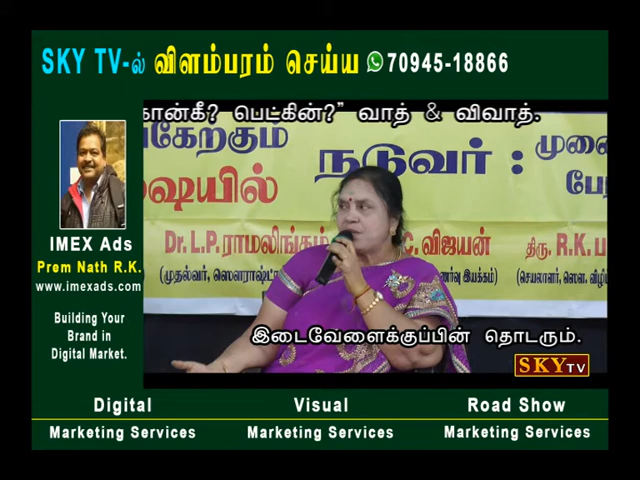 SKY TV-ல் விளம்பரம் செய்ய 70945-18866
கான்கீ? பெட்கின்?" வாத் & விவாத்.
கேற்கும்
நடுவர் :
ஷையில்
Dr. L.P. ராமலிங்கம்
C. விஜயன்
திரு. R.K.
இடைவேளைக்குப்பின் தொடரும்.
SKY TV
IMEX Ads
Prem Nath R.K.
www.imexads.com
Building Your
Brand in
Digital Market.
Digital Visual Road Show
Marketing Services Marketing Services Marketing Services